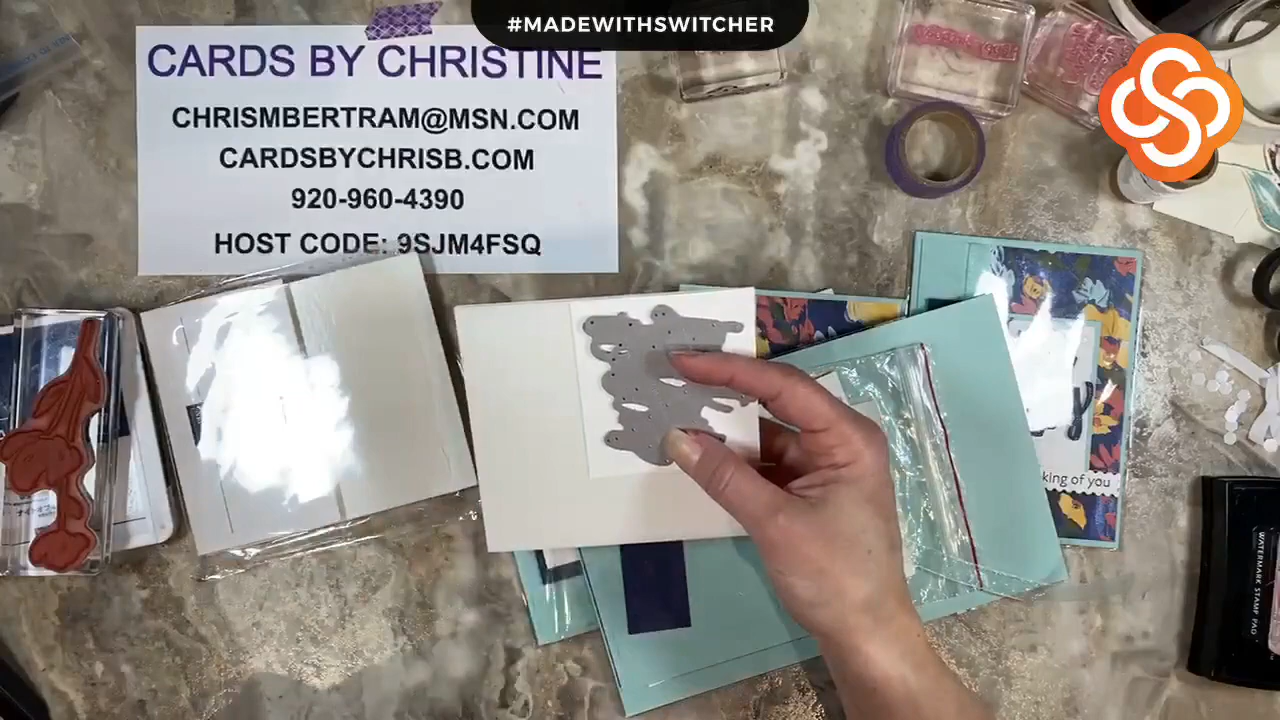 #MADEWITHSWITCHER
CARDS BY CHRISTINE
CHRISMBERTRAM@MSN.COM
CARDSBYCHRISB.COM
920-960-4390
HOST CODE: 9SJM4FSQ
king of you
WATERMARK STAMP PAD